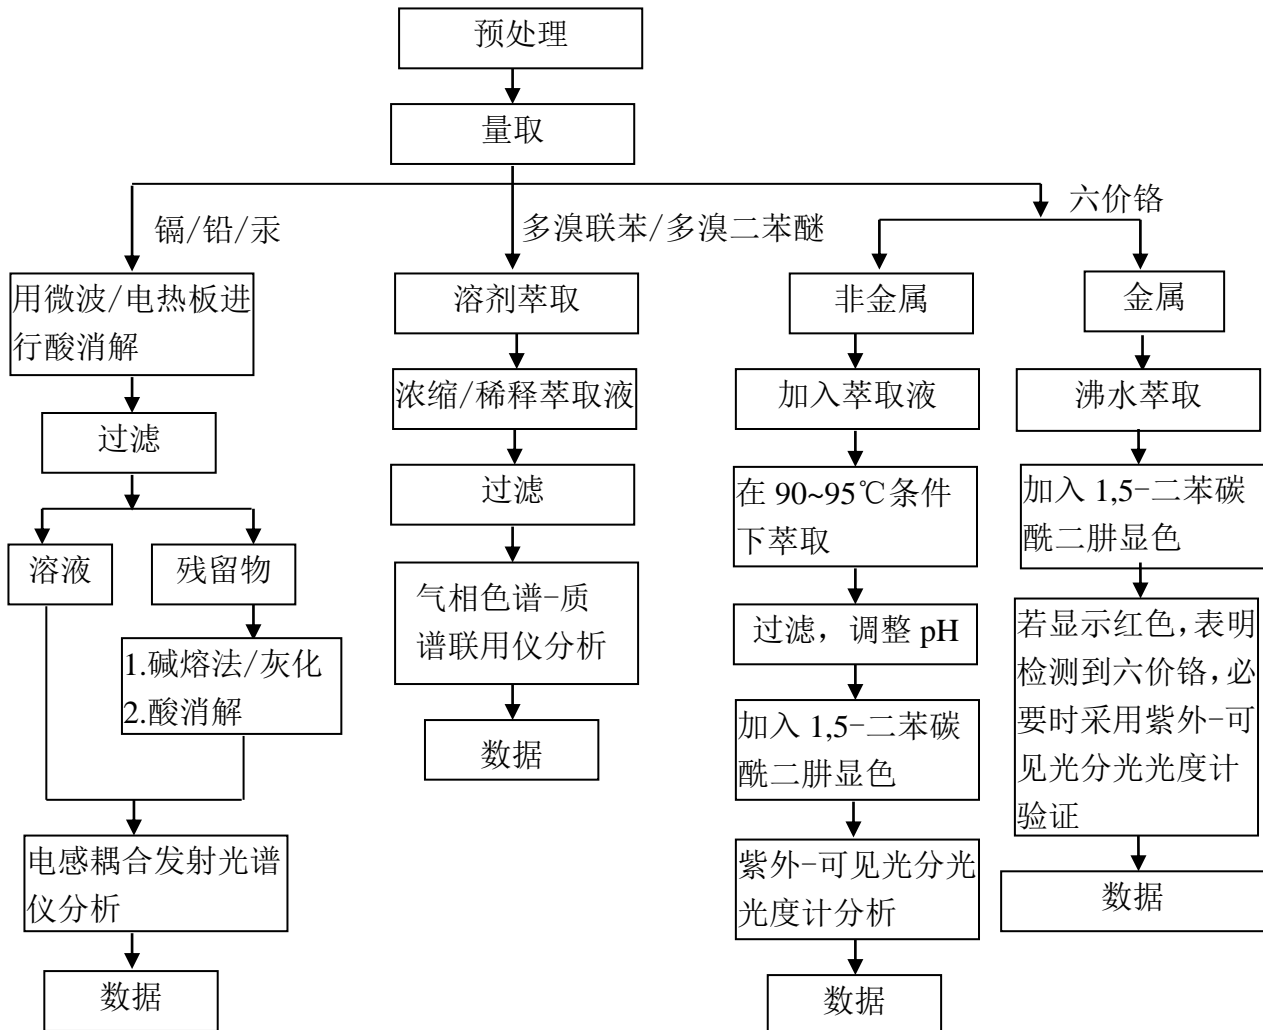 预处理
量取
镉/铅/汞
多溴联苯/多溴二苯醚
六价铬
用微波/电热板进
行酸消解
过滤
溶液
残留物
1.碱熔法/灰化
2.酸消解
电感耦合发射光谱
仪分析
数据
溶剂萃取
浓缩/稀释萃取液
过滤
气相色谱-质
谱联用仪分析
数据
非金属
加入萃取液
在 90~95℃条件
下萃取
过滤，调整 pH
加入 1,5-二苯碳
酰二肼显色
紫外-可见光分光
光度计分析
数据
金属
沸水萃取
加入 1,5-二苯碳
酰二肼显色
若显示红色，表明
检测到六价铬，必
要时采用紫外-可
见光分光光度计
验证
数据